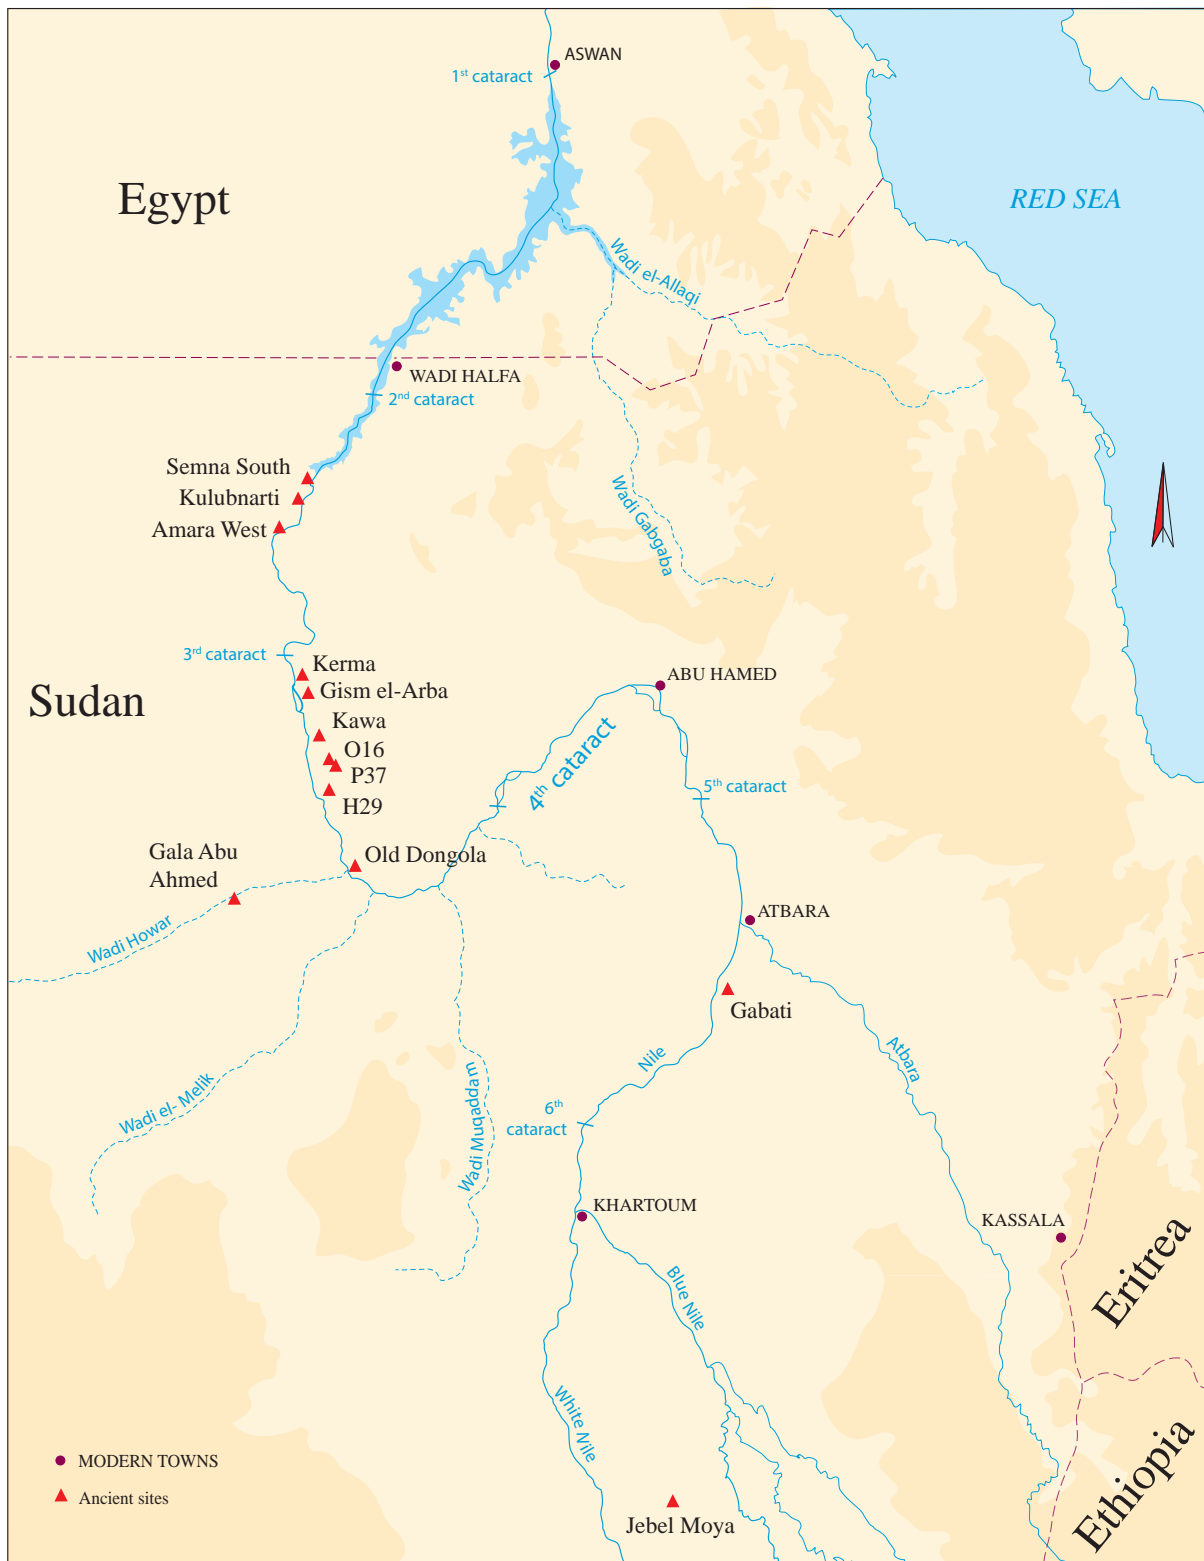 ASWAN
1st cataract
Egypt
RED SEA
Wadi el-Allaqi
WADI HALFA
2nd cataract
Semna South
Kulubnarti
Amara West
Wadi Gabgaba
3rd cataract
Kerma
Gism el-Arba
Sudan
Kawa
O16
P37
H29
ABU HAMED
4th cataract
5th cataract
Gala Abu
Ahmed
Old Dongola
Wadi Howar
ATBARA
Gabati
Nile
Atbara
Wadi el- Melik
Wadi Muqaddam
6th
cataract
KHARTOUM
KASSALA
Eritrea
Blue Nile
White Nile
Ethiopia
MODERN TOWNS
Ancient sites
Jebel Moya